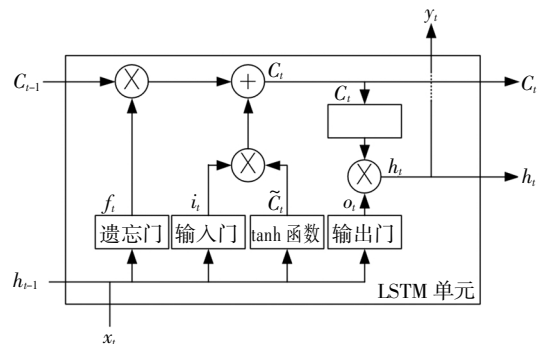 y_t
C_{t-1}
C_t
C_t
C_t
h_t
h_t
f_t
i_t
C̃_t
o_t
遗忘门
输入门
tanh 函数
输出门
h_{t-1}
LSTM 单元
x_t